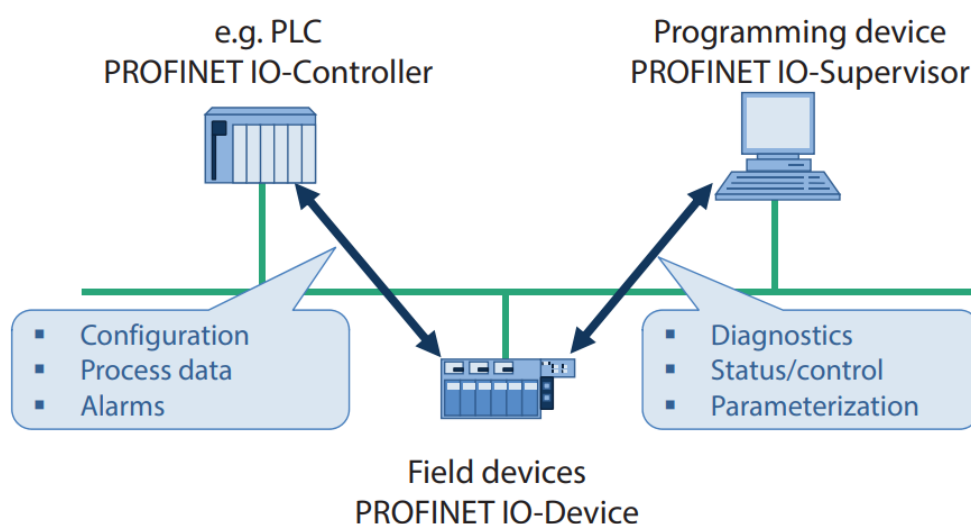 e.g. PLC
PROFINET IO-Controller
Programming device
PROFINET IO-Supervisor
▪ Configuration
▪ Process data
▪ Alarms
▪ Diagnostics
▪ Status/control
▪ Parameterization
Field devices
PROFINET IO-Device